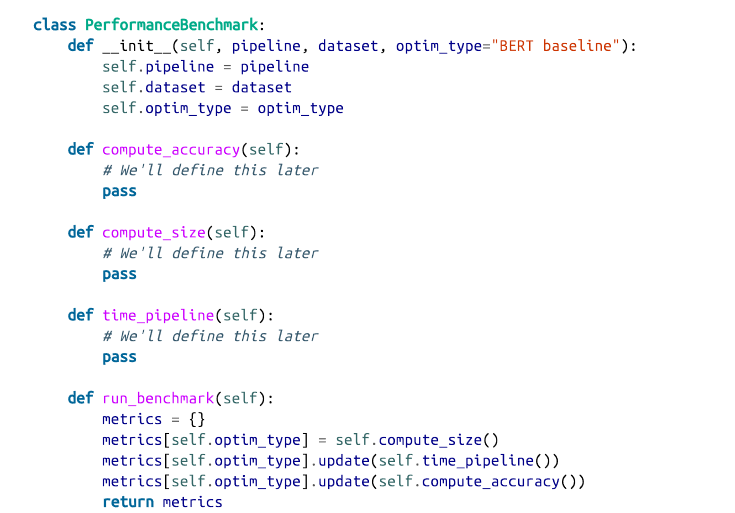 class PerformanceBenchmark:
    def __init__(self, pipeline, dataset, optim_type="BERT baseline"):
        self.pipeline = pipeline
        self.dataset = dataset
        self.optim_type = optim_type

    def compute_accuracy(self):
        # We'll define this later
        pass

    def compute_size(self):
        # We'll define this later
        pass

    def time_pipeline(self):
        # We'll define this later
        pass

    def run_benchmark(self):
        metrics = {}
        metrics[self.optim_type] = self.compute_size()
        metrics[self.optim_type].update(self.time_pipeline())
        metrics[self.optim_type].update(self.compute_accuracy())
        return metrics